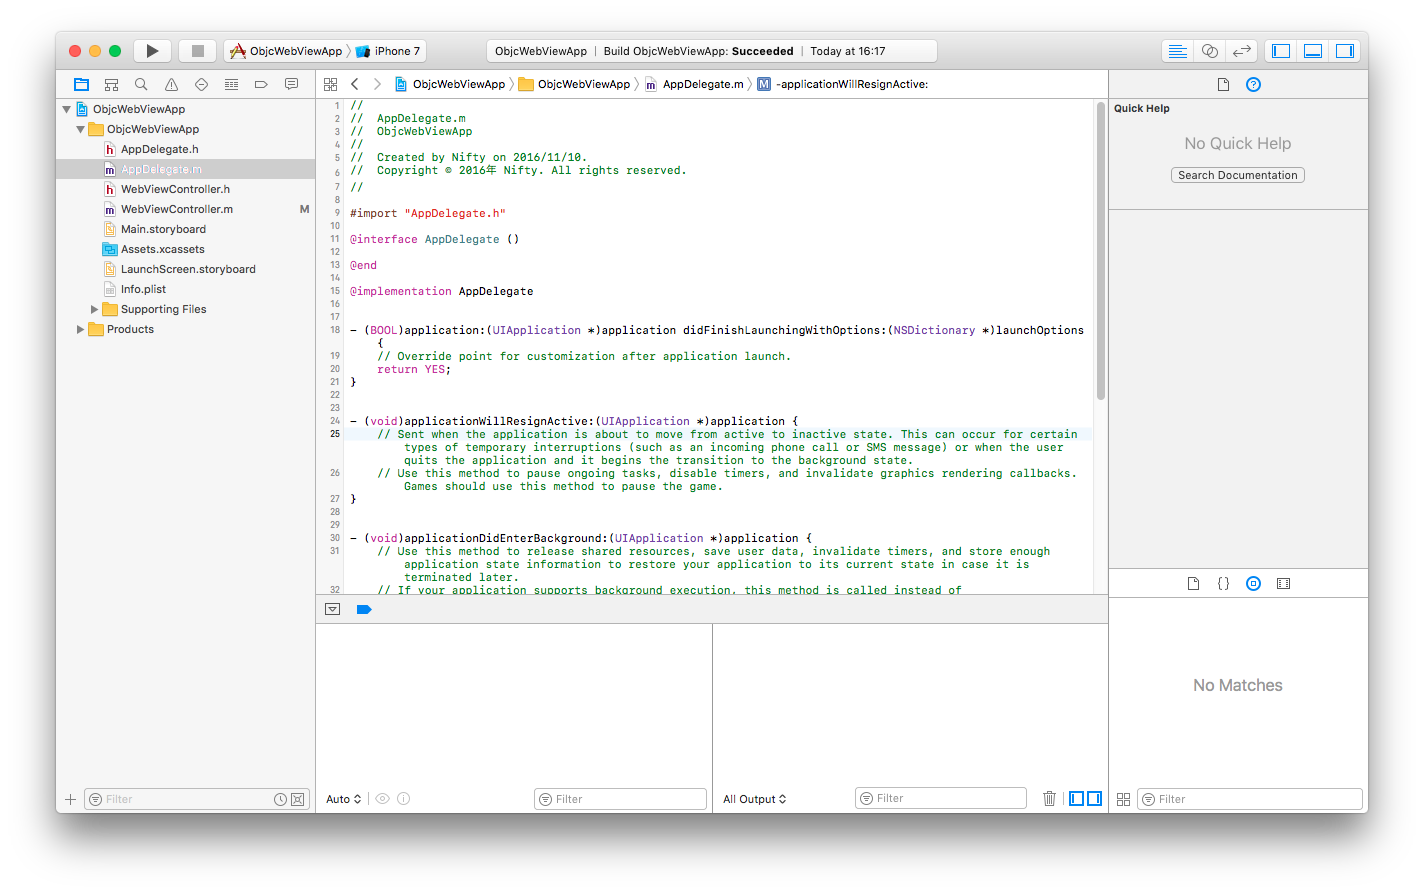 ObjcWebViewApp iPhone 7
ObjcWebViewApp | Build ObjcWebViewApp: Succeeded | Today at 16:17
ObjcWebViewApp
ObjcWebViewApp
AppDelegate.h
AppDelegate.m
WebViewController.h
WebViewController.m M
Main.storyboard
Assets.xcassets
LaunchScreen.storyboard
Info.plist
Supporting Files
Products
Filter
ObjcWebViewApp ObjcWebViewApp m AppDelegate.m M -applicationWillResignActive:
1 //
2 //  AppDelegate.m
3 //  ObjcWebViewApp
4 //
5 //  Created by Nifty on 2016/11/10.
6 //  Copyright © 2016年 Nifty. All rights reserved.
7 //
8
9 #import "AppDelegate.h"
10
11 @interface AppDelegate ()
12
13 @end
14
15 @implementation AppDelegate
16
17
18 - (BOOL)application:(UIApplication *)application didFinishLaunchingWithOptions:(NSDictionary *)launchOptions
{
19 // Override point for customization after application launch.
20 return YES;
21 }
22
23
24 - (void)applicationWillResignActive:(UIApplication *)application {
25 // Sent when the application is about to move from active to inactive state. This can occur for certain
types of temporary interruptions (such as an incoming phone call or SMS message) or when the user
quits the application and it begins the transition to the background state.
26 // Use this method to pause ongoing tasks, disable timers, and invalidate graphics rendering callbacks.
Games should use this method to pause the game.
27 }
28
29
30 - (void)applicationDidEnterBackground:(UIApplication *)application {
31 // Use this method to release shared resources, save user data, invalidate timers, and store enough
application state information to restore your application to its current state in case it is
terminated later.
32 // If your application supports background execution, this method is called instead of
Auto
Filter
All Output
Filter
Quick Help
No Quick Help
Search Documentation
{}
No Matches
Filter